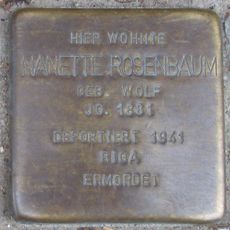 HIER WOHNTE
NANETTE ROSENBAUM
GEB. WOLF
JG. 1881
DEPORTIERT 1941
RIGA
ERMORDET